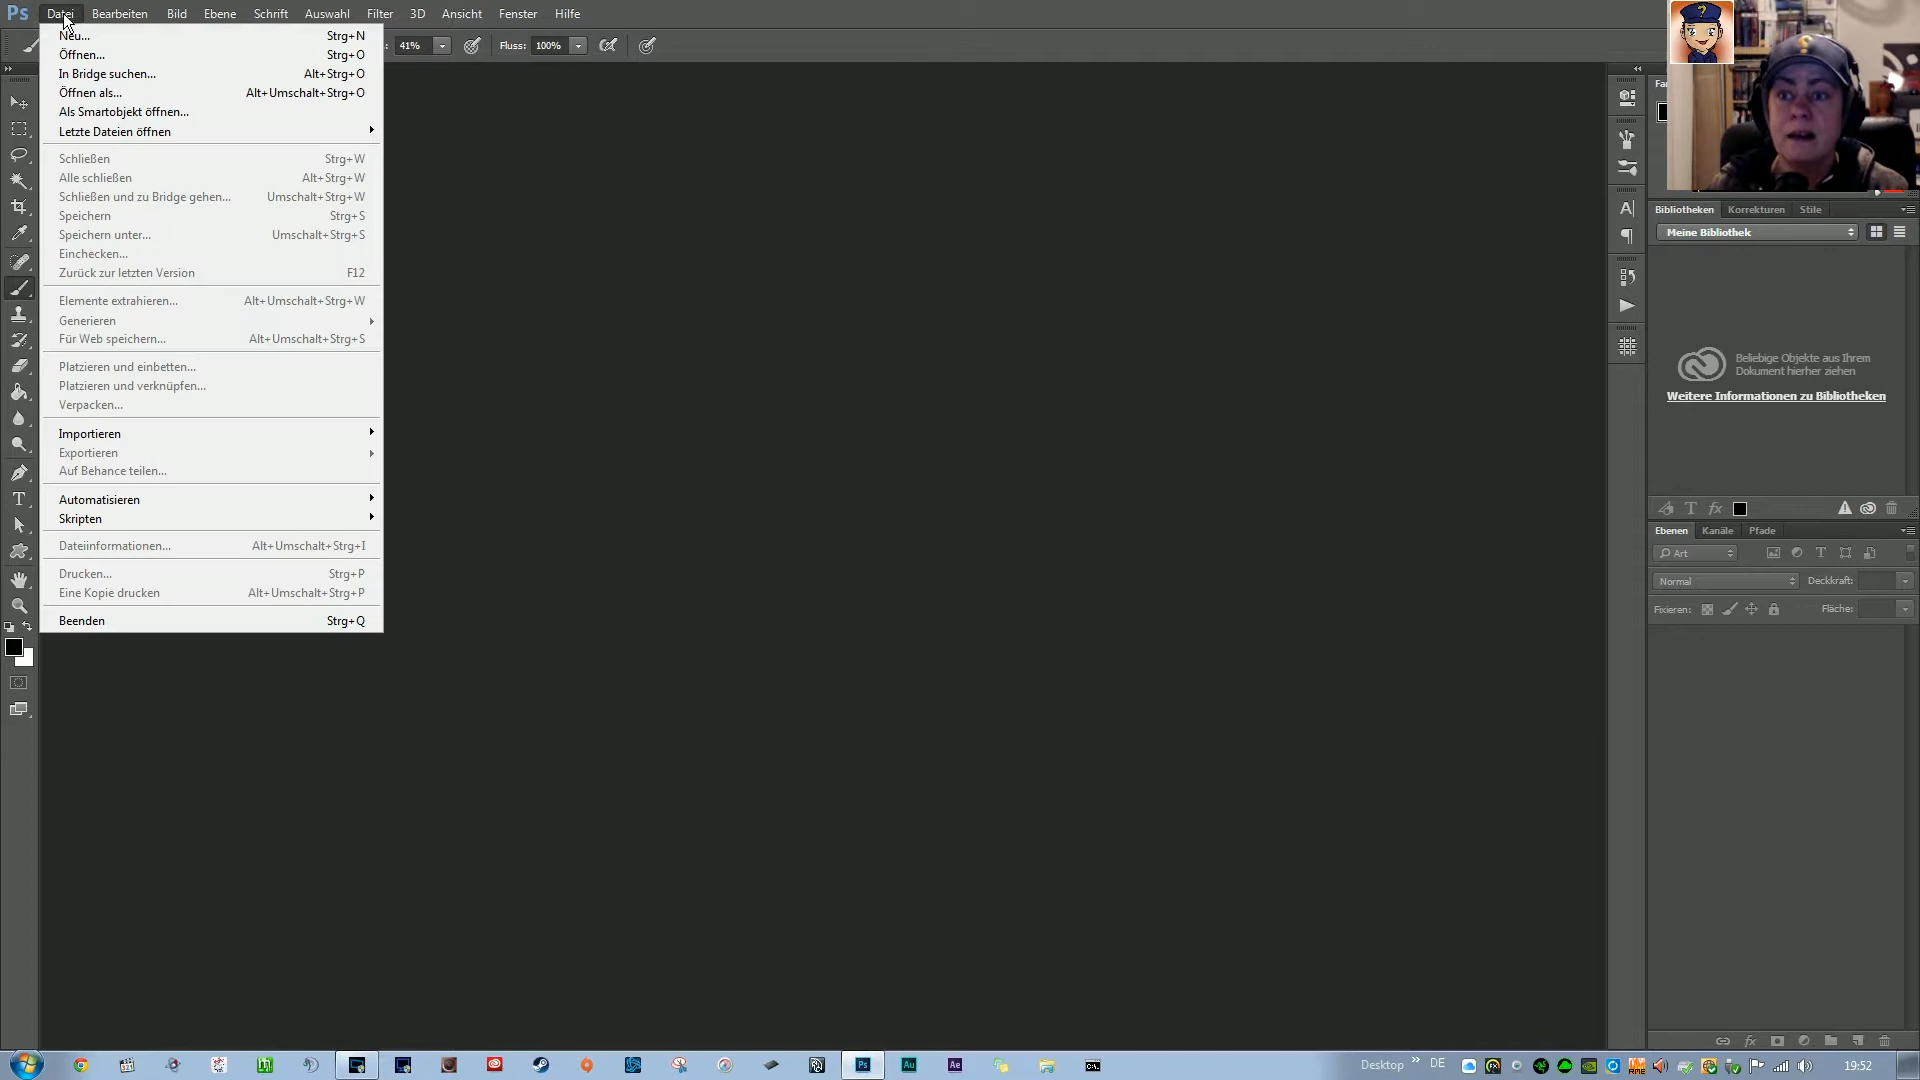 Ps Datei Bearbeiten Bild Ebene Schrift Auswahl Filter 3D Ansicht Fenster Hilfe
41% Fluss: 100%
Neu... Strg+N
Öffnen... Strg+O
In Bridge suchen... Alt+Strg+O
Öffnen als... Alt+Umschalt+Strg+O
Als Smartobjekt öffnen...
Letzte Dateien öffnen
Schließen Strg+W
Alle schließen Alt+Strg+W
Schließen und zu Bridge gehen... Umschalt+Strg+W
Speichern Strg+S
Speichern unter... Umschalt+Strg+S
Einchecken...
Zurück zur letzten Version F12
Elemente extrahieren... Alt+Umschalt+Strg+W
Generieren
Für Web speichern... Alt+Umschalt+Strg+S
Platzieren und einbetten...
Platzieren und verknüpfen...
Verpacken...
Importieren
Exportieren
Auf Behance teilen...
Automatisieren
Skripten
Dateiinformationen... Alt+Umschalt+Strg+I
Drucken... Strg+P
Eine Kopie drucken Alt+Umschalt+Strg+P
Beenden Strg+Q
Bibliotheken Korrekturen Stile
Meine Bibliothek
Beliebige Objekte aus Ihrem
Dokument hierher ziehen
Weitere Informationen zu Bibliotheken
Ebenen Kanäle Pfade
Art
Normal Deckkraft:
Fixieren: Fläche:
Ps Au Ae
Desktop DE 19:52